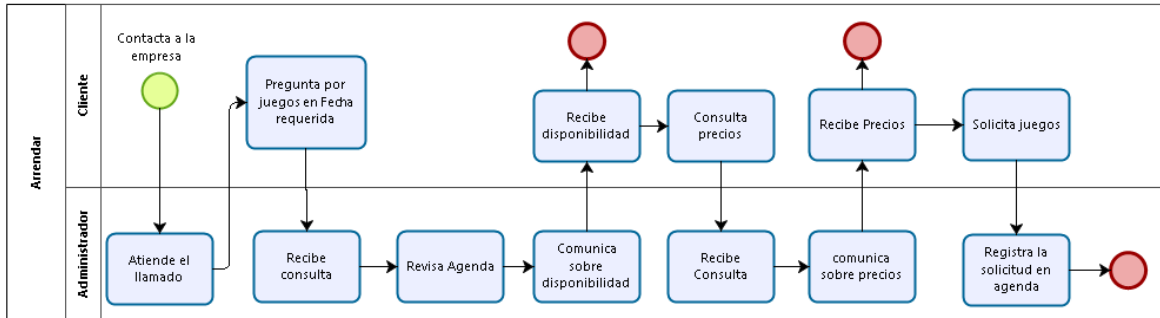 Arrendar
Cliente
Contacta a la
empresa
Pregunta por
juegos en Fecha
requerida
Recibe
disponibilidad
Consulta
precios
Recibe Precios
Solicita juegos
Administrador
Atiende el
llamado
Recibe
consulta
Revisa Agenda
Comunica
sobre
disponibilidad
Recibe
Consulta
comunica
sobre precios
Registra la
solicitud en
agenda